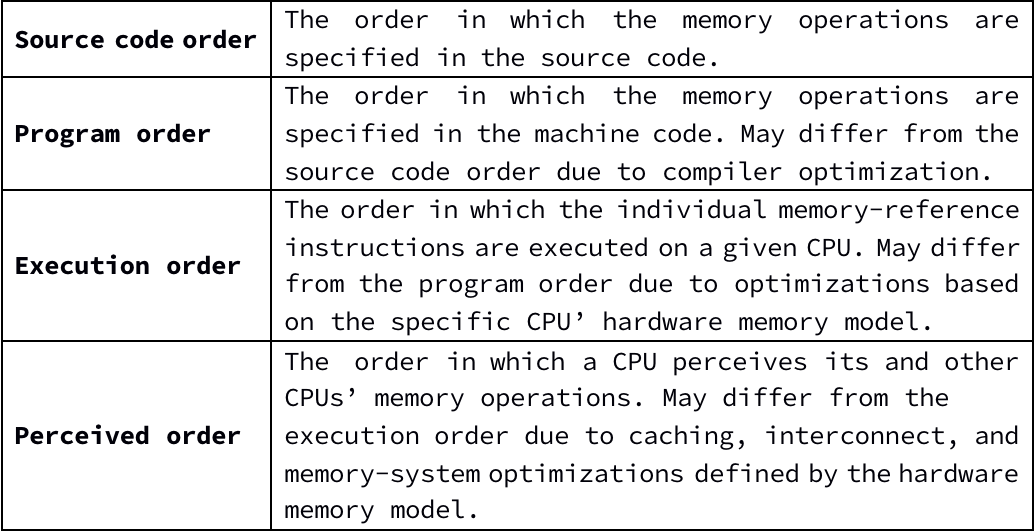 Source code order
The order in which the memory operations are
specified in the source code.
Program order
The order in which the memory operations are
specified in the machine code. May differ from the
source code order due to compiler optimization.
Execution order
The order in which the individual memory-reference
instructions are executed on a given CPU. May differ
from the program order due to optimizations based
on the specific CPU’ hardware memory model.
Perceived order
The order in which a CPU perceives its and other
CPUs’ memory operations. May differ from the
execution order due to caching, interconnect, and
memory-system optimizations defined by the hardware
memory model.